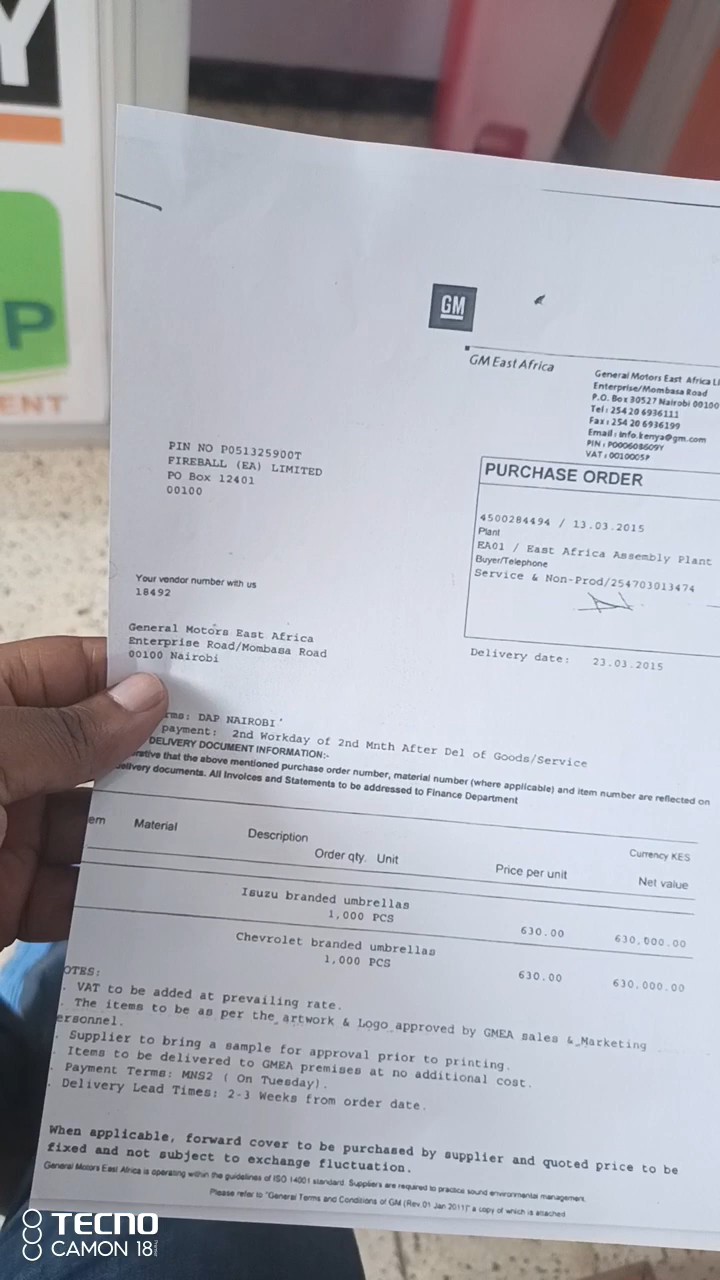 Y
P
ENT
GM
GM East Africa
General Motors East Africa
Enterprise/Mombasa Road
P.O. Box 30527 Nairobi 00100
Tel: 254 20 6936111
Fax: 254 20 6936199
Email: info.kenya@gm.com
PIN: P000608609Y
VAT: 0010005P
PIN NO P051325900T
FIREBALL (EA) LIMITED
PO Box 12401
00100
PURCHASE ORDER
4500284494 / 13.03.2015
Plant
EA01 / East Africa Assembly Plant
Buyer/Telephone
Service & Non-Prod/254703013474
Your vendor number with us
18492
General Motors East Africa
Enterprise Road/Mombasa Road
00100 Nairobi
Delivery date: 23.03.2015
rms: DAP NAIROBI
payment: 2nd Workday of 2nd Mnth After Del of Goods/Service
DELIVERY DOCUMENT INFORMATION:-
rative that the above mentioned purchase order number, material number (where applicable) and item number are reflected on
elivery documents. All Invoices and Statements to be addressed to Finance Department
em Material Description Currency KES
Order qty. Unit Price per unit Net value
Isuzu branded umbrellas
1,000 PCS 630.00 630,000.00
Chevrolet branded umbrellas
1,000 PCS 630.00 630.000.00
OTES:
. VAT to be added at prevailing rate.
. The items to be as per the artwork & Logo approved by GMEA sales & Marketing
ersonnel.
. Supplier to bring a sample for approval prior to printing.
. Items to be delivered to GMEA premises at no additional cost.
. Payment Terms: MNS2 ( On Tuesday).
. Delivery Lead Times: 2-3 Weeks from order date.
When applicable, forward cover to be purchased by supplier and quoted price to be
fixed and not subject to exchange fluctuation.
General Motors East Africa is operating within the guidelines of ISO 14001 standard. Suppliers are required to practice sound environmental management.
Please refer to "General Terms and Conditions of GM (Rev.01 Jan 2011)" a copy of which is attached
TECNO
CAMON 18